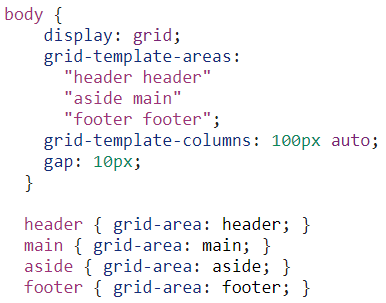 body {
    display: grid;
    grid-template-areas:
      "header header"
      "aside main"
      "footer footer";
    grid-template-columns: 100px auto;
    gap: 10px;
  }

  header { grid-area: header; }
  main { grid-area: main; }
  aside { grid-area: aside; }
  footer { grid-area: footer; }